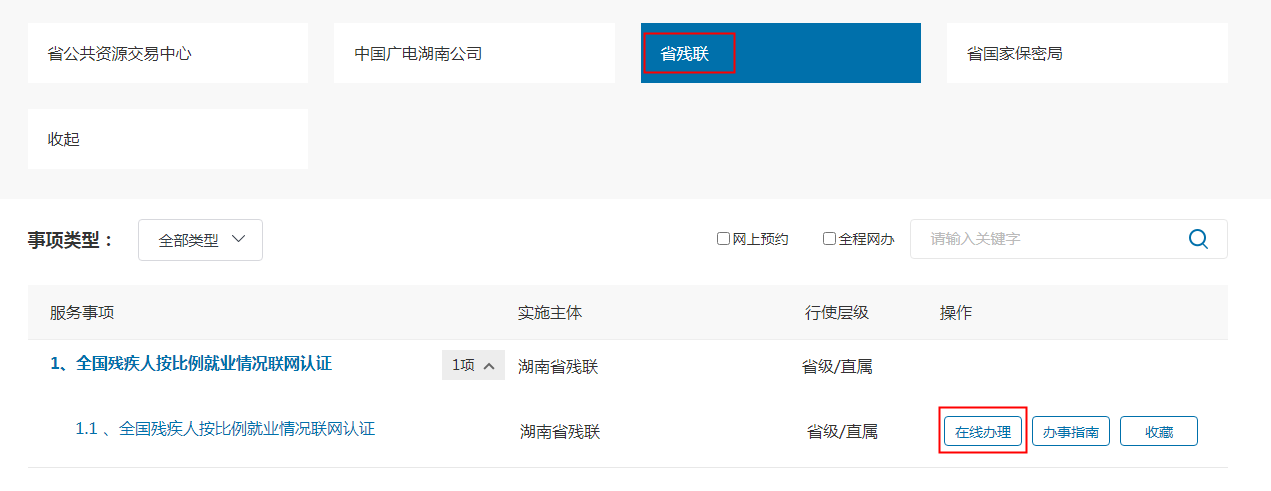 省公共资源交易中心 中国广电湖南公司 省残联 省国家保密局
收起
事项类型： 全部类型 网上预约 全程网办 请输入关键字
服务事项 实施主体 行使层级 操作
1、全国残疾人按比例就业情况联网认证 1项 湖南省残联 省级/直属
1.1 、全国残疾人按比例就业情况联网认证 湖南省残联 省级/直属 在线办理 办事指南 收藏